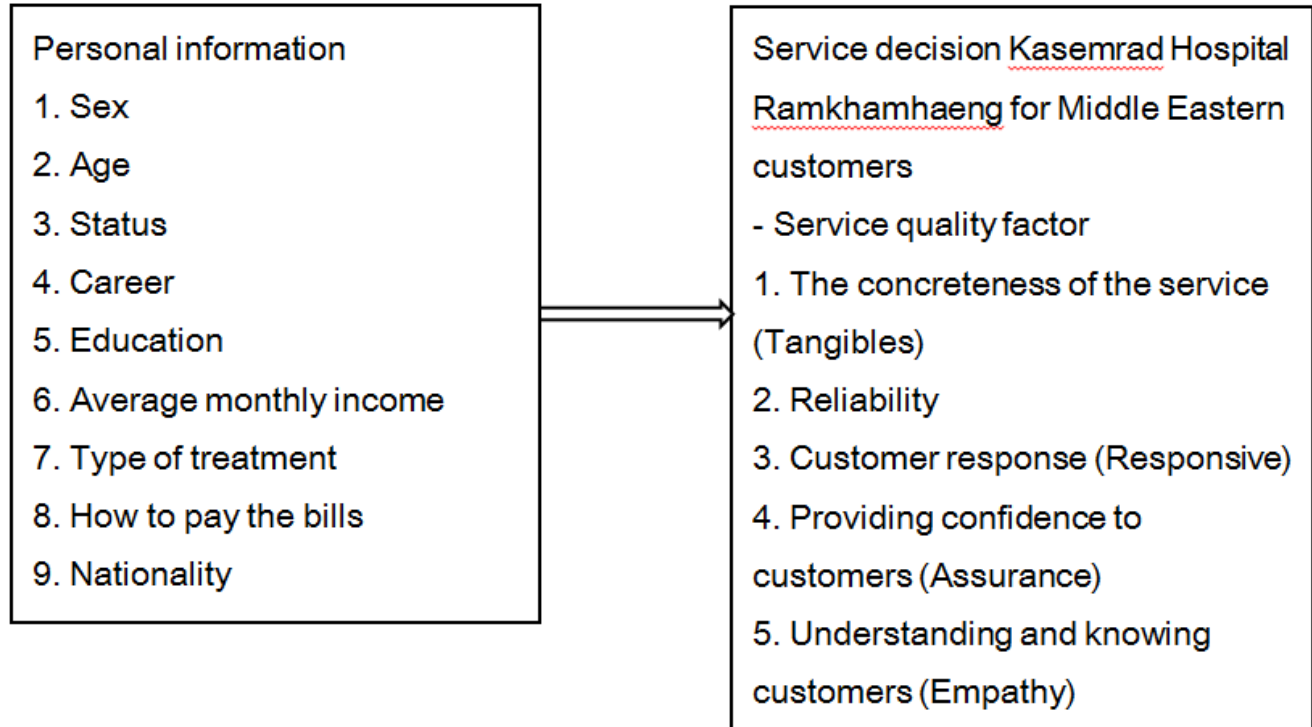 Personal information
1. Sex
2. Age
3. Status
4. Career
5. Education
6. Average monthly income
7. Type of treatment
8. How to pay the bills
9. Nationality
Service decision Kasemrad Hospital
Ramkhamhaeng for Middle Eastern
customers
- Service quality factor
1. The concreteness of the service
(Tangibles)
2. Reliability
3. Customer response (Responsive)
4. Providing confidence to
customers (Assurance)
5. Understanding and knowing
customers (Empathy)